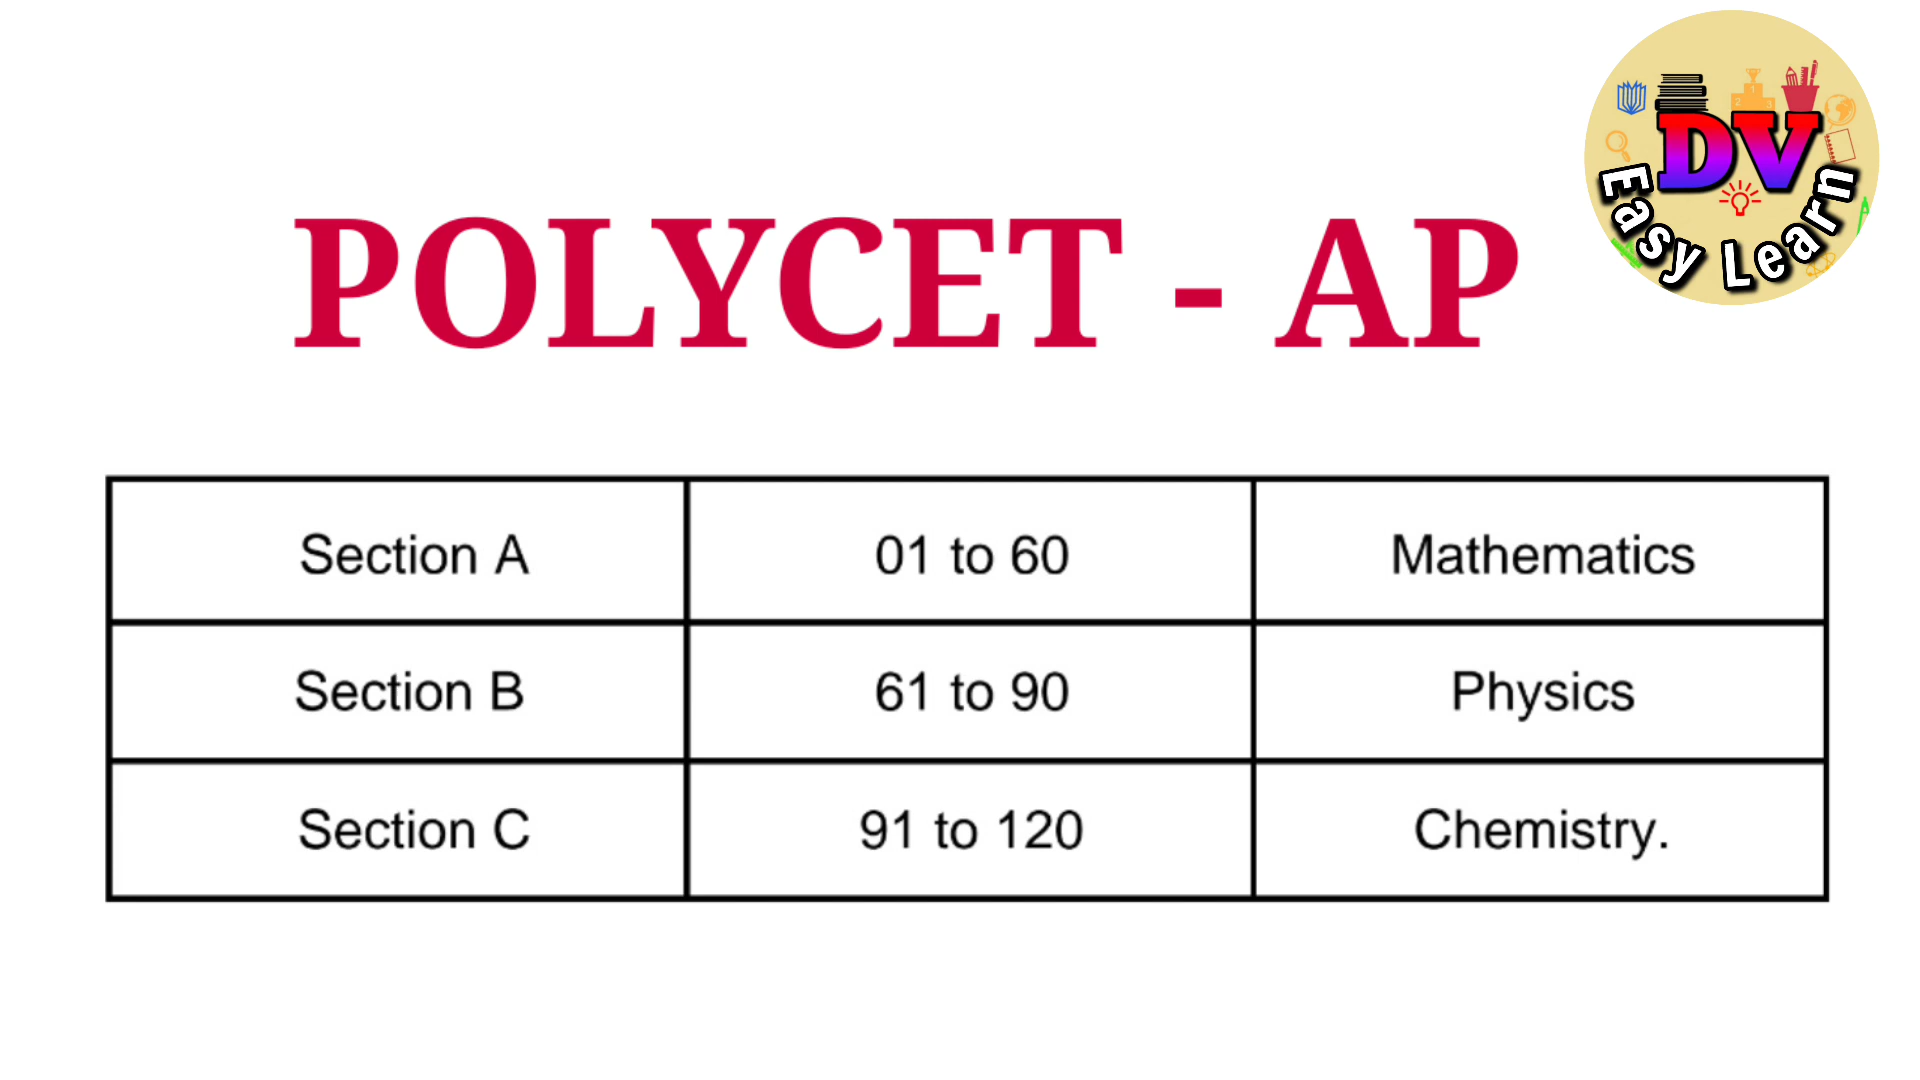 DV
Easy Learn
POLYCET - AP
Section A 01 to 60 Mathematics
Section B 61 to 90 Physics
Section C 91 to 120 Chemistry.